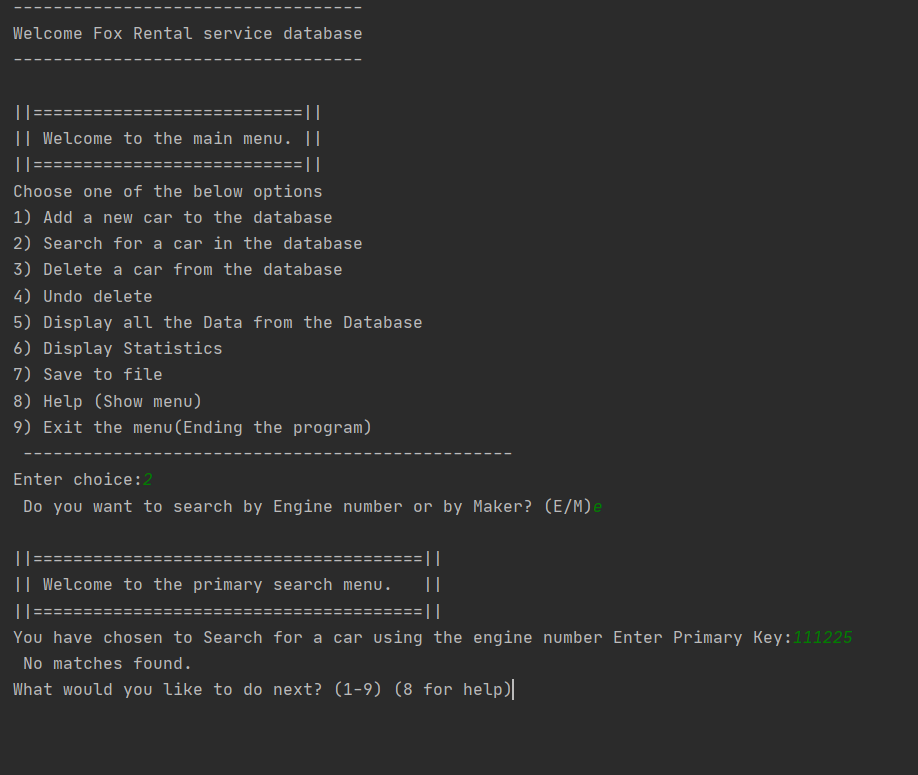 -----------------------------------
Welcome Fox Rental service database
-----------------------------------
||===========================||
|| Welcome to the main menu. ||
||===========================||
Choose one of the below options
1) Add a new car to the database
2) Search for a car in the database
3) Delete a car from the database
4) Undo delete
5) Display all the Data from the Database
6) Display Statistics
7) Save to file
8) Help (Show menu)
9) Exit the menu(Ending the program)
-------------------------------------------------
Enter choice:2
Do you want to search by Engine number or by Maker? (E/M)e
||=======================================||
|| Welcome to the primary search menu.   ||
||=======================================||
You have chosen to Search for a car using the engine number Enter Primary Key:111225
No matches found.
What would you like to do next? (1-9) (8 for help)